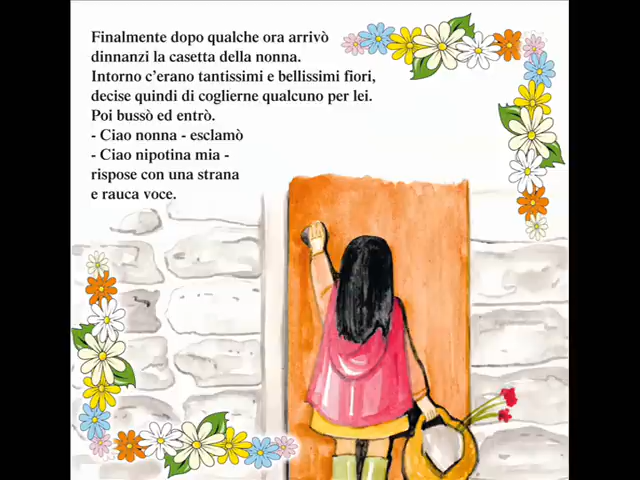 Finalmente dopo qualche ora arrivò
dinnanzi la casetta della nonna.
Intorno c'erano tantissimi e bellissimi fiori,
decise quindi di coglierne qualcuno per lei.
Poi bussò ed entrò.
- Ciao nonna - esclamò
- Ciao nipotina mia -
rispose con una strana
e rauca voce.